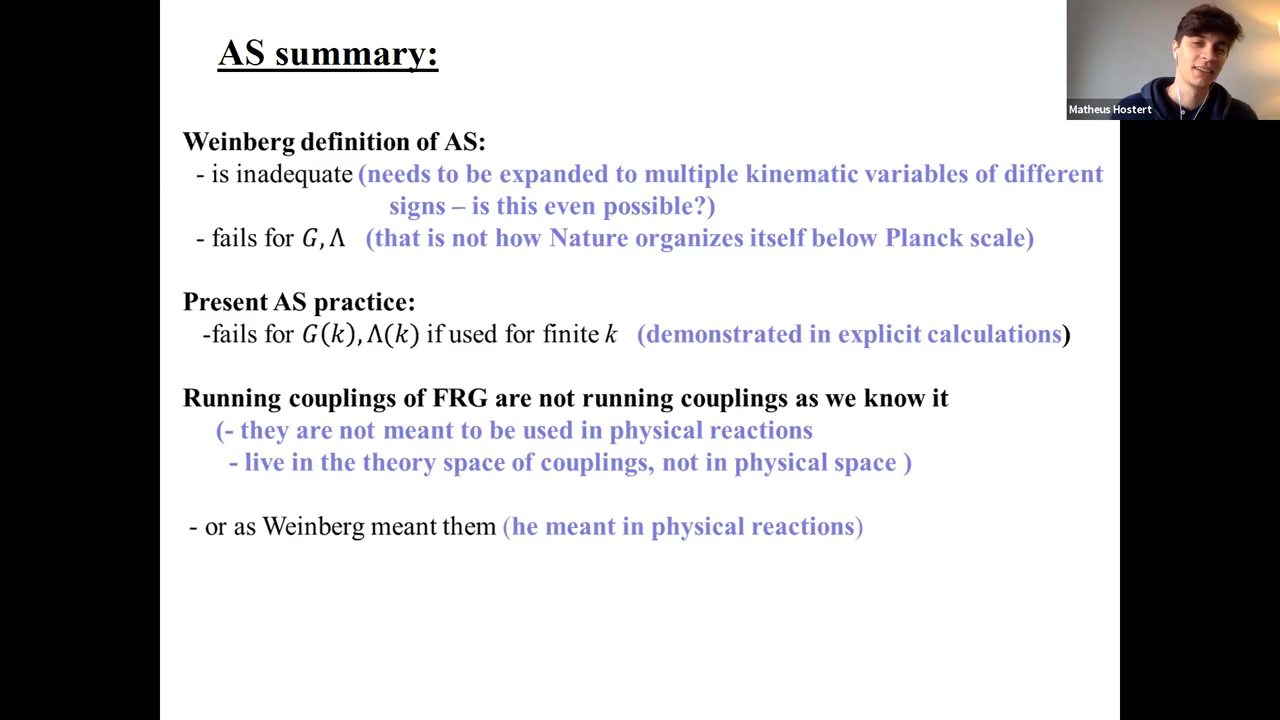 AS summary:
Matheus Hostert
Weinberg definition of AS:
- is inadequate (needs to be expanded to multiple kinematic variables of different
signs – is this even possible?)
- fails for G, Λ (that is not how Nature organizes itself below Planck scale)
Present AS practice:
-fails for G(k), Λ(k) if used for finite k (demonstrated in explicit calculations)
Running couplings of FRG are not running couplings as we know it
(- they are not meant to be used in physical reactions
- live in the theory space of couplings, not in physical space )
- or as Weinberg meant them (he meant in physical reactions)